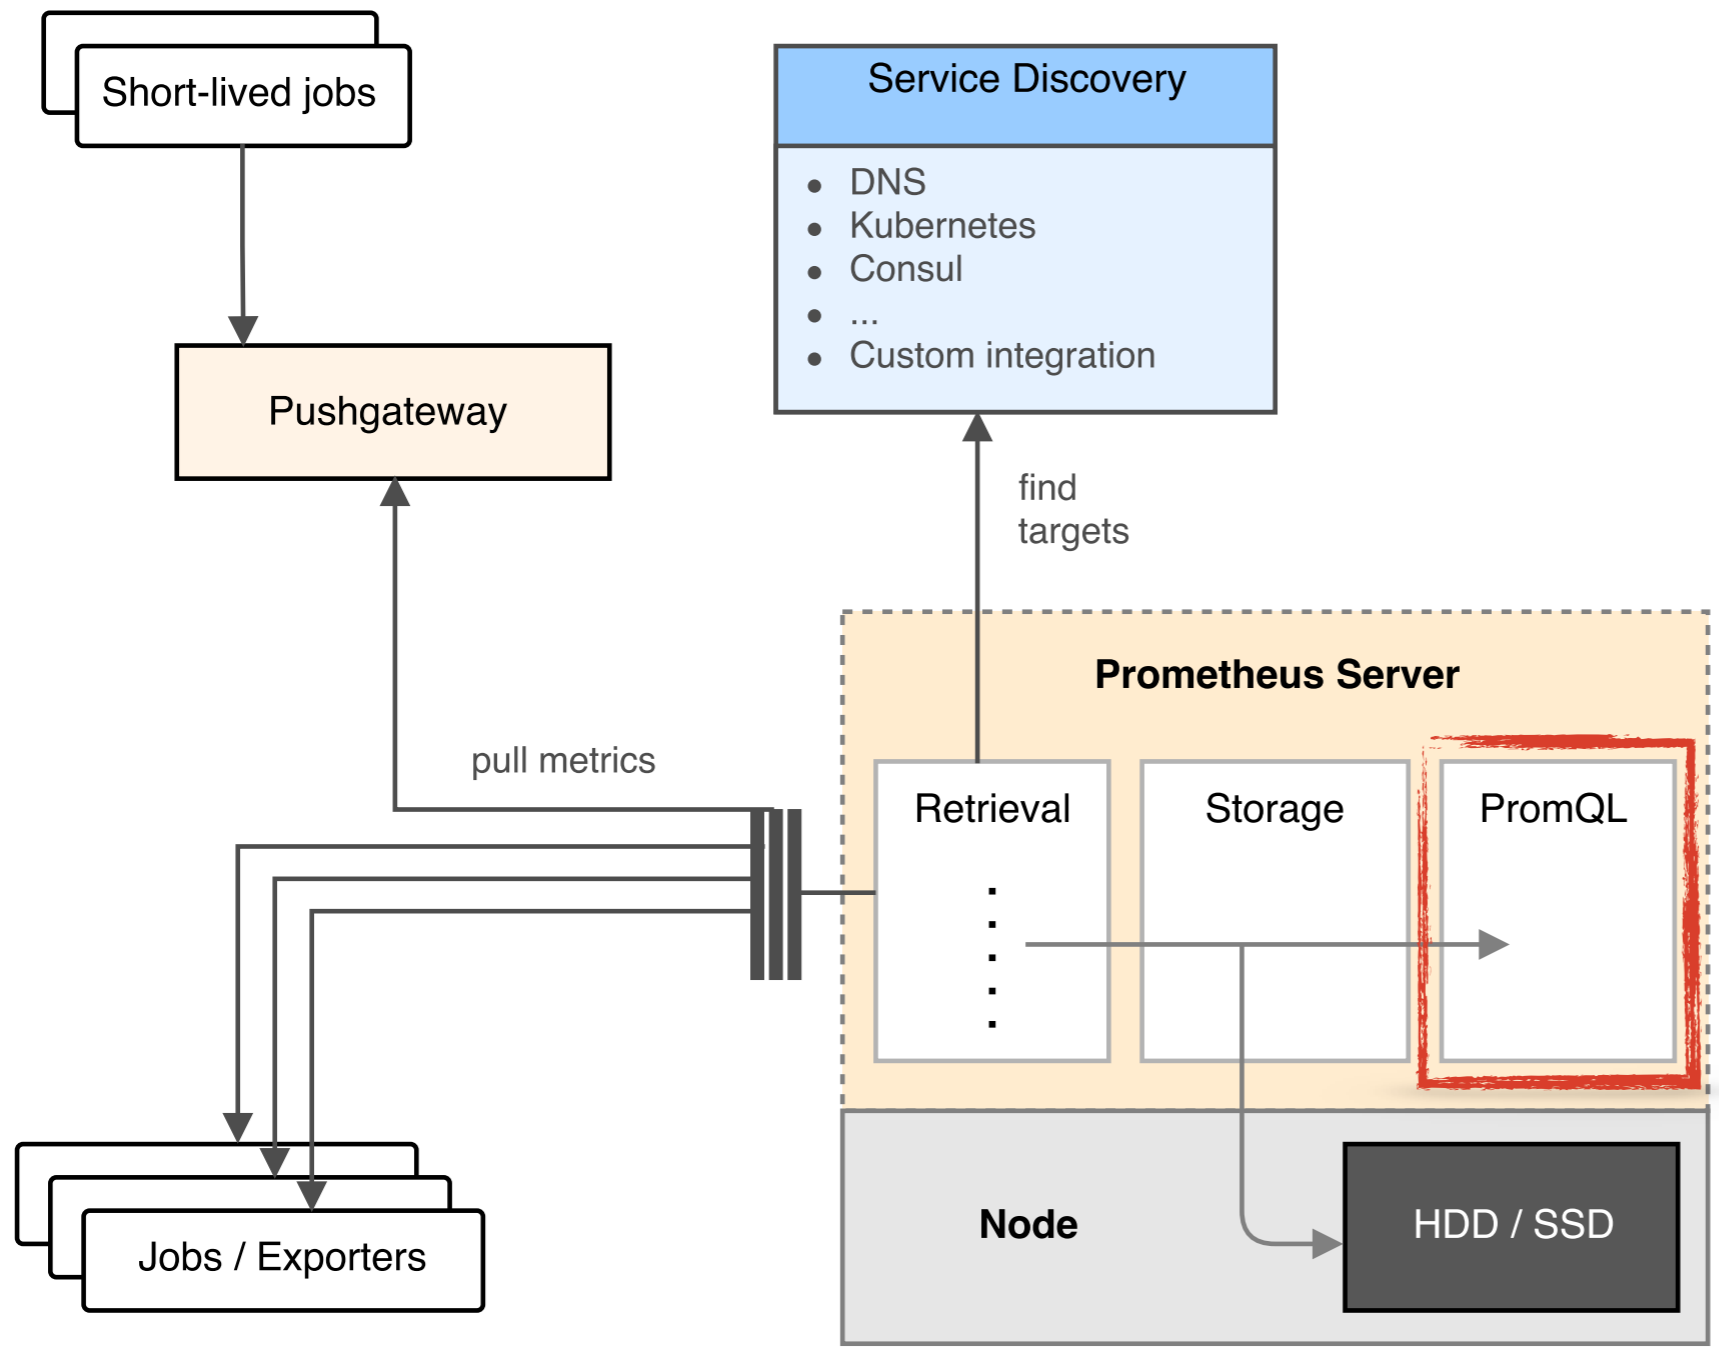 Short-lived jobs
Service Discovery
● DNS
● Kubernetes
● Consul
● ...
● Custom integration
Pushgateway
find
targets
Prometheus Server
pull metrics
Retrieval
Storage
PromQL
Node
HDD / SSD
Jobs / Exporters